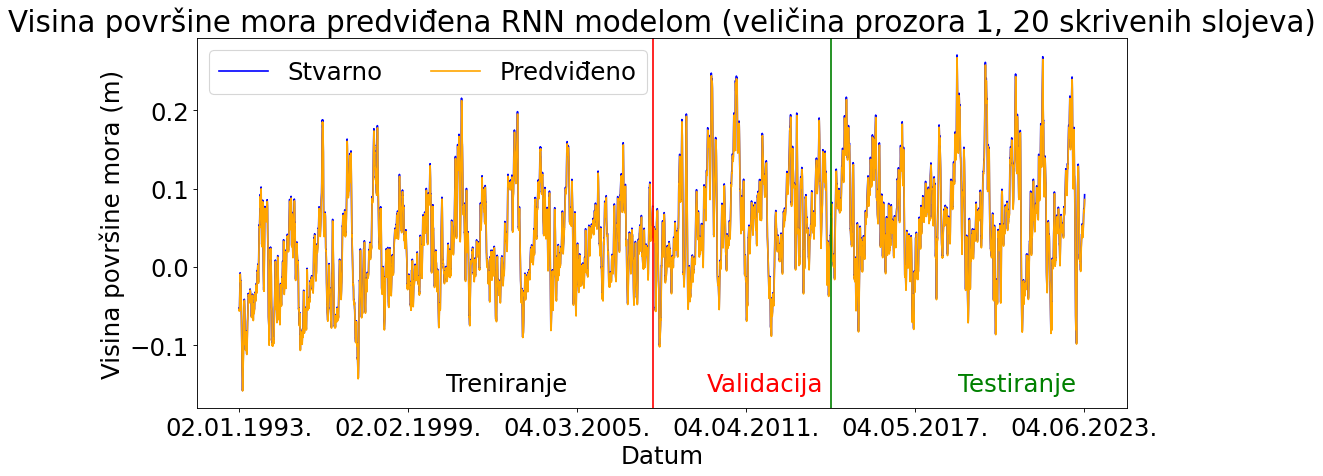 Visina površine mora predviđena RNN modelom (veličina prozora 1, 20 skrivenih slojeva)
Stvarno
Predviđeno
Visina površine mora (m)
0.2
0.1
0.0
−0.1
Treniranje
Validacija
Testiranje
02.01.1993.
02.02.1999.
04.03.2005.
04.04.2011.
04.05.2017.
04.06.2023.
Datum